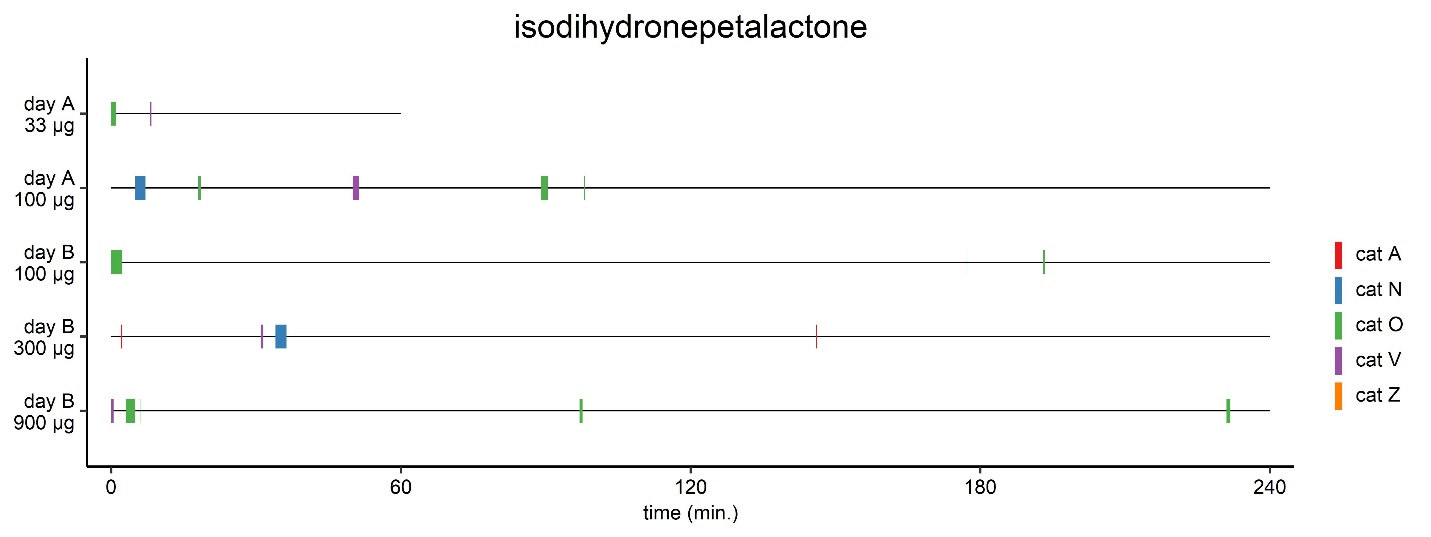 isodihydronepetalactone
day A
33 µg
day A
100 µg
day B
100 µg
day B
300 µg
day B
900 µg
cat A
cat N
cat O
cat V
cat Z
0 60 120 180 240
time (min.)